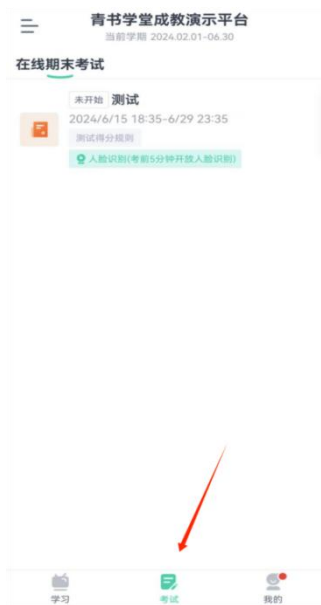 青书学堂成教演示平台
当前学期 2024.02.01-06.30
在线期末考试
未开始 测试
2024/6/15 18:35-6/29 23:35
测试得分规则
人脸识别(考前5分钟开放人脸识别)
学习 考试 我的